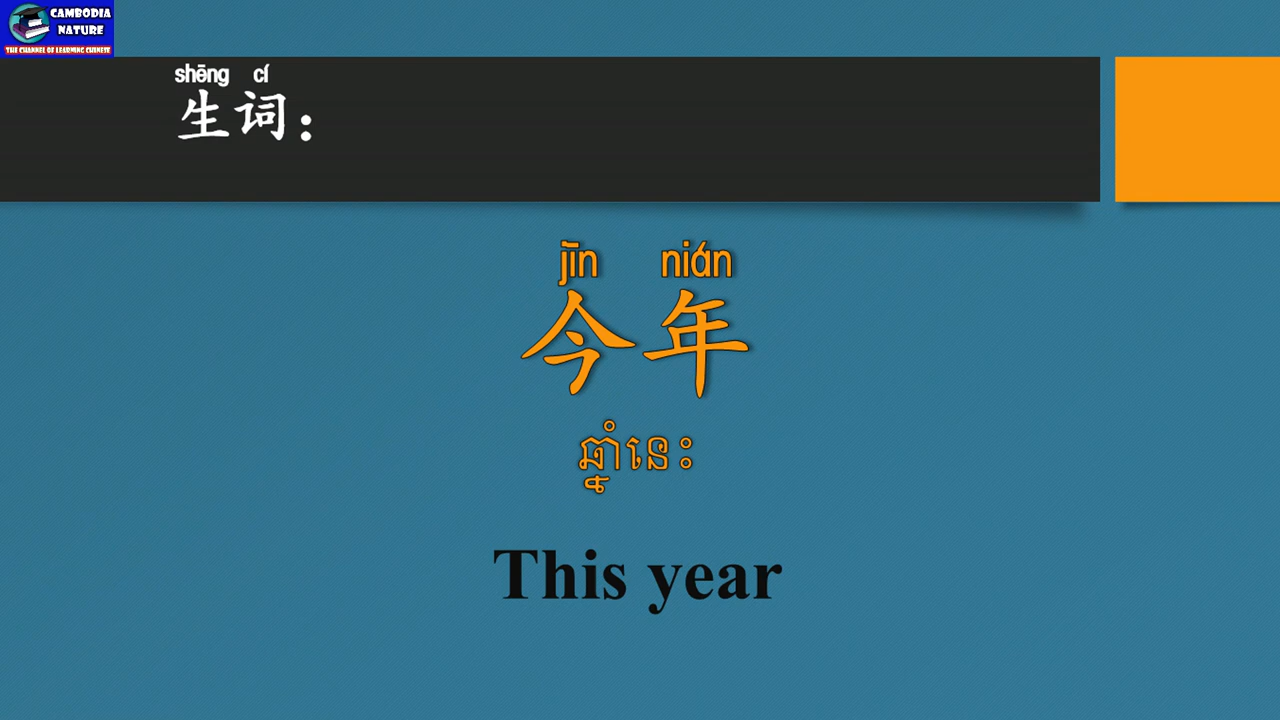 CAMBODIA
NATURE
THE CHANNEL OF LEARNING CHINESE
shēng cí
生词：
jīn nián
今年
ឆ្នាំនេះ
This year